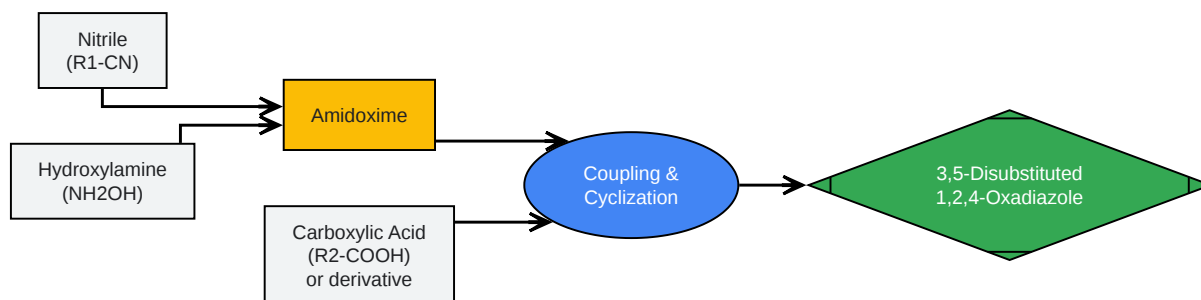 Nitrile
(R1-CN)
Hydroxylamine
(NH2OH)
Amidoxime
Carboxylic Acid
(R2-COOH)
or derivative
Coupling &
Cyclization
3,5-Disubstituted
1,2,4-Oxadiazole